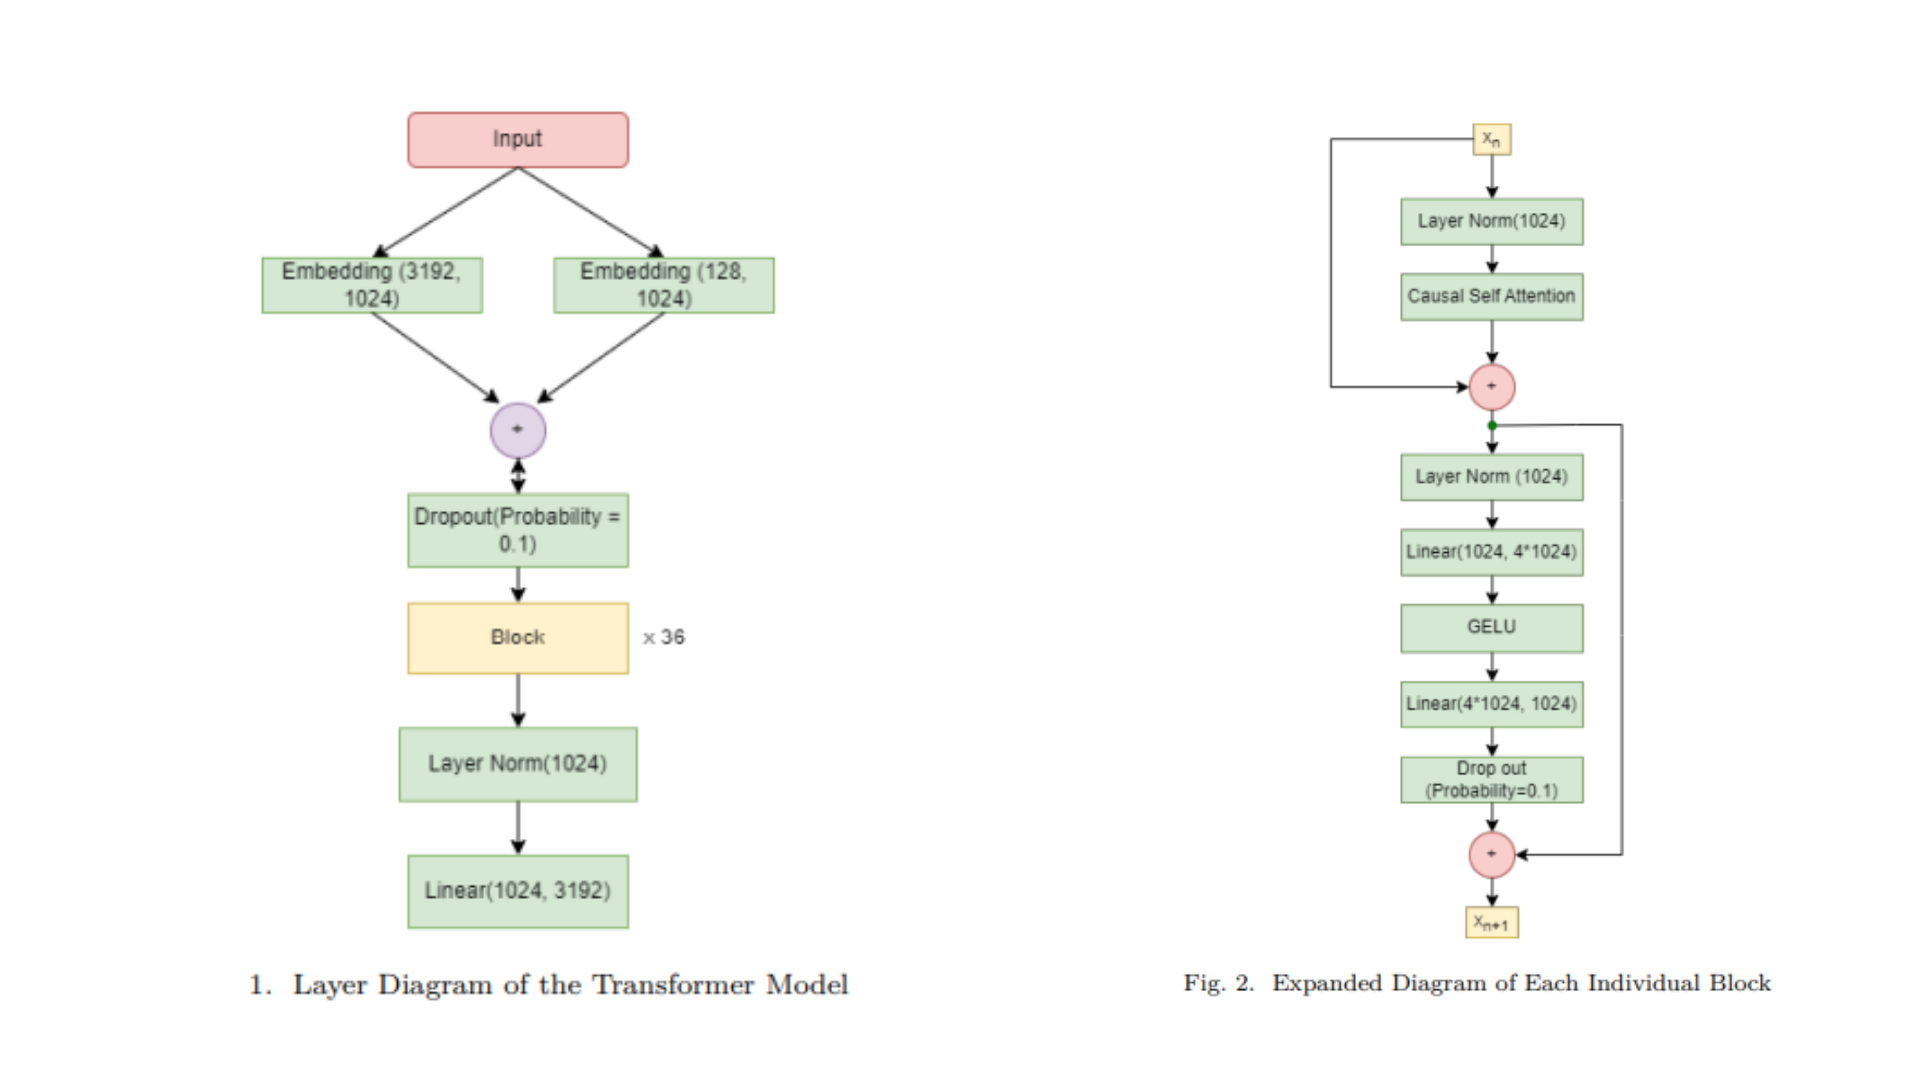 Input
Embedding (3192,
1024)
Embedding (128,
1024)
+
Dropout(Probability =
0.1)
Block
x 36
Layer Norm(1024)
Linear(1024, 3192)
1. Layer Diagram of the Transformer Model
Xn
Layer Norm(1024)
Causal Self Attention
+
Layer Norm (1024)
Linear(1024, 4*1024)
GELU
Linear(4*1024, 1024)
Drop out
(Probability=0.1)
+
Xn+1
Fig. 2. Expanded Diagram of Each Individual Block